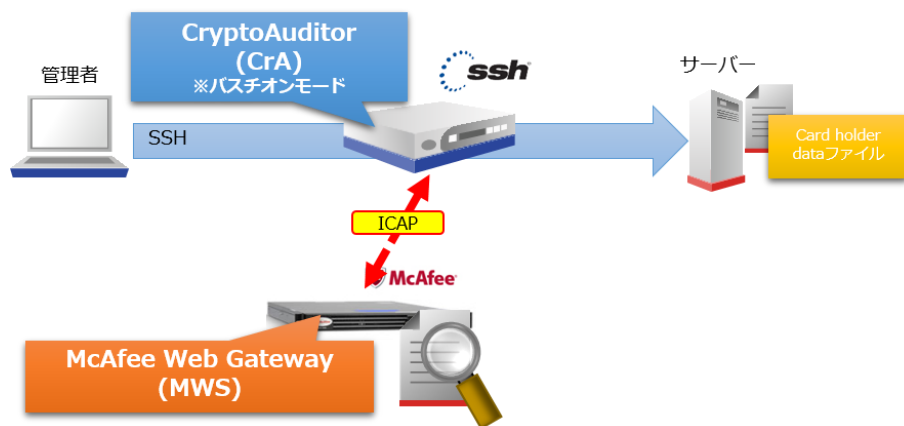 CryptoAuditor
(CrA)
※バスチオンモード
管理者
ssh
サーバー
SSH
Card holder
dataファイル
ICAP
McAfee
McAfee Web Gateway
(MWS)